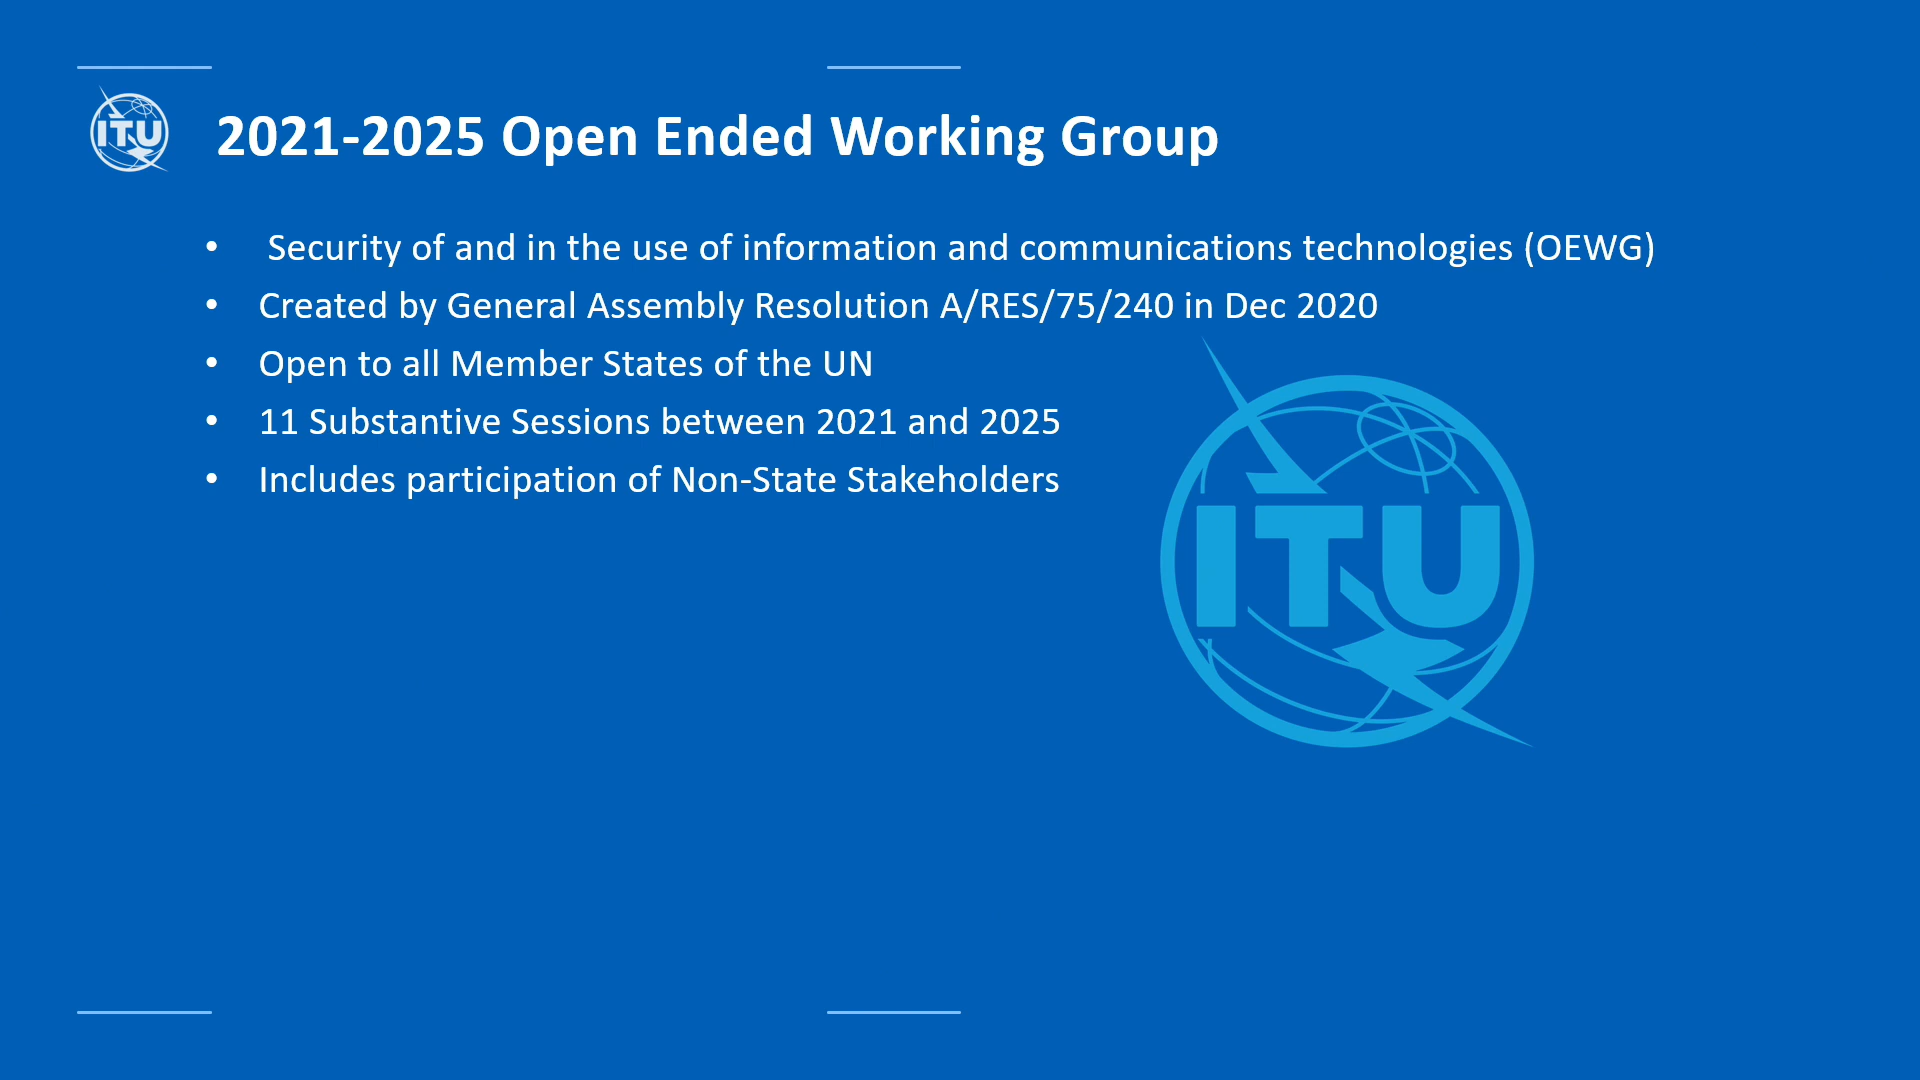 ITU
2021-2025 Open Ended Working Group
• Security of and in the use of information and communications technologies (OEWG)
• Created by General Assembly Resolution A/RES/75/240 in Dec 2020
• Open to all Member States of the UN
• 11 Substantive Sessions between 2021 and 2025
• Includes participation of Non-State Stakeholders
ITU